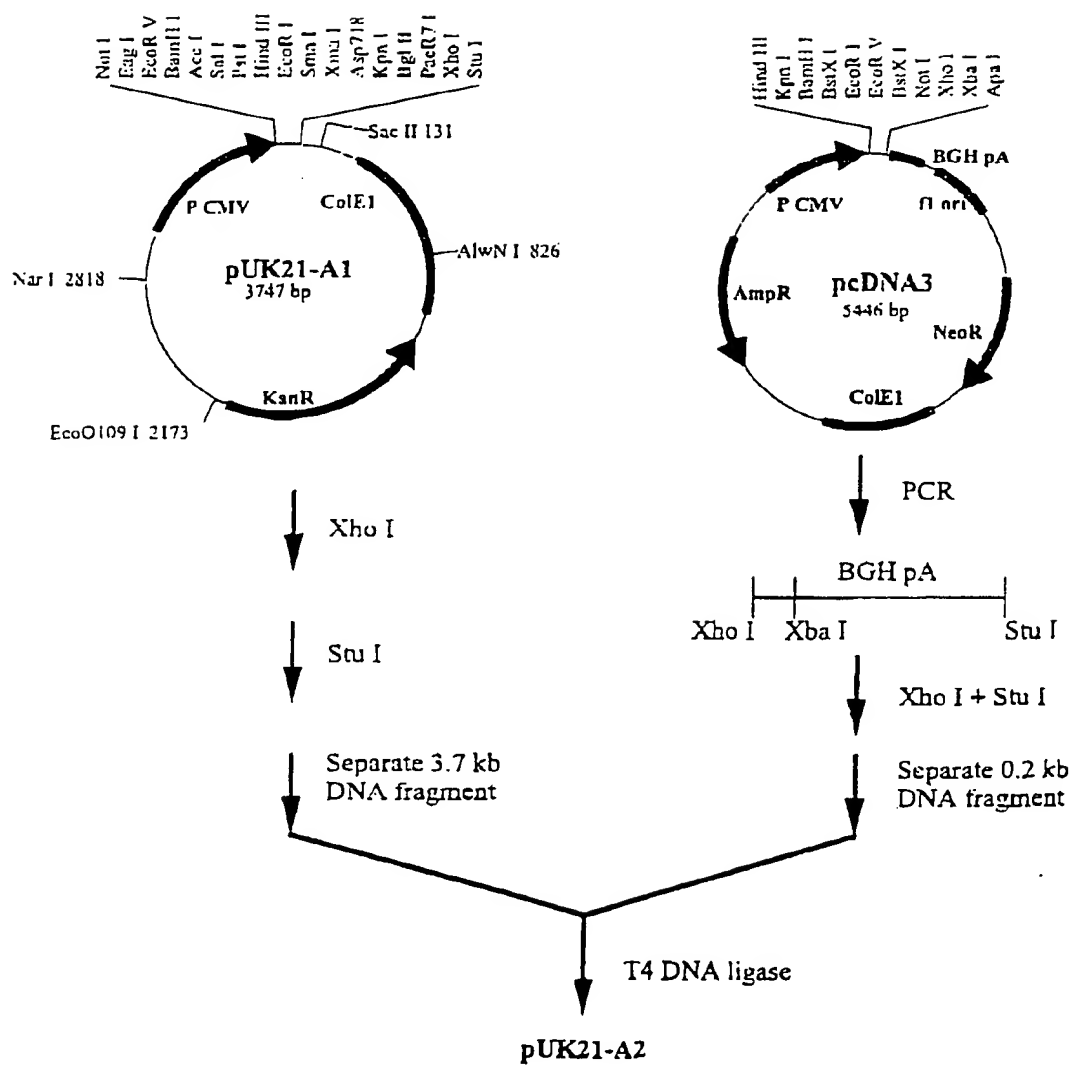 Not I
Eag I
EcoR V
BamH I
Acc I
Sal I
Pst I
Hind III
EcoR I
Sma I
Xma I
Asp718
Kpn I
Bgl II
PaeR7 I
Xho I
Stu I
Sac II 131
P CMV
ColE1
AlwN I 826
Nar I 2818
pUK21-A1
3747 bp
KanR
EcoO109 I 2173
Hind III
Kpn I
BamH I
BstX I
EcoR I
EcoR V
BstX I
Not I
Xho I
Xba I
Apa I
BGH pA
P CMV
f1 ori
AmpR
pcDNA3
5446 bp
NeoR
ColE1
Xho I
Stu I
Separate 3.7 kb
DNA fragment
PCR
BGH pA
Xho I
Xba I
Stu I
Xho I + Stu I
Separate 0.2 kb
DNA fragment
T4 DNA ligase
pUK21-A2